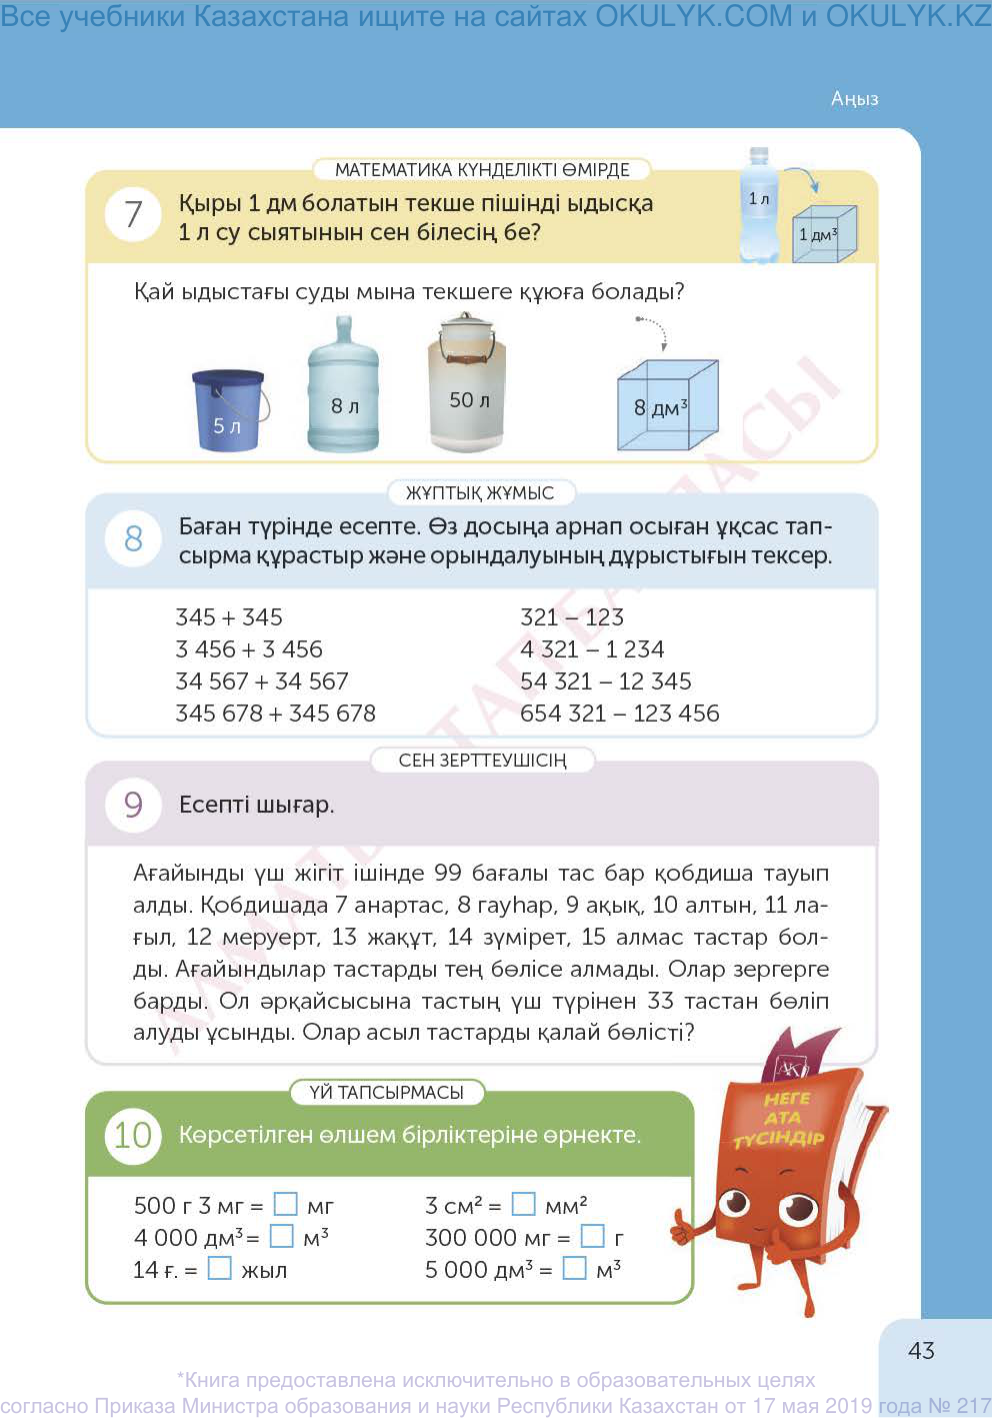 Все учебники Казахстана ищите на сайтах OKULYK.COM и OKULYK.KZ
Аңыз
МАТЕМАТИКА КҮНДЕЛІКТІ ӨМІРДЕ
7
Қыры 1 дм болатын текше пішінді ыдысқа
1 л су сыятынын сен білесің бе?
1 л
1 дм³
Қай ыдыстағы суды мына текшеге құюға болады?
5 л
8 л
50 л
8 дм³
ЖҰПТЫҚ ЖҰМЫС
8
Баған түрінде есепте. Өз досыңа арнап осыған ұқсас тап-
сырма құрастыр және орындалуының дұрыстығын тексер.
345 + 345
3 456 + 3 456
34 567 + 34 567
345 678 + 345 678
321 – 123
4 321 – 1 234
54 321 – 12 345
654 321 – 123 456
СЕН ЗЕРТТЕУШІСІҢ
9
Есепті шығар.
Ағайынды үш жігіт ішінде 99 бағалы тас бар қобдиша тауып
алды. Қобдишада 7 анартас, 8 гауһар, 9 ақық, 10 алтын, 11 ла-
ғыл, 12 меруерт, 13 жақұт, 14 зүмірет, 15 алмас тастар бол-
ды. Ағайындылар тастарды тең бөлісе алмады. Олар зергерге
барды. Ол әрқайсысына тастың үш түрінен 33 тастан бөліп
алуды ұсынды. Олар асыл тастарды қалай бөлісті?
ҮЙ ТАПСЫРМАСЫ
10
Көрсетілген өлшем бірліктеріне өрнекте.
500 г 3 мг = □ мг
4 000 дм³ = □ м³
14 ғ. = □ жыл
3 см² = □ мм²
300 000 мг = □ г
5 000 дм³ = □ м³
АК
НЕГЕ
АТА
ТҮСІНДІР
43
*Книга предоставлена исключительно в образовательных целях
согласно Приказа Министра образования и науки Республики Казахстан от 17 мая 2019 года № 217